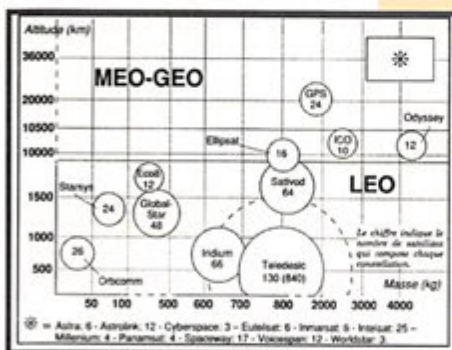 Altitude (km)
36000
20000
10500
10000
1500
1000
500
MEO-GEO
GPS
24
Odyssey
12
ICO
10
Ellipsat
16
LEO
Ecco
12
Sativod
64
Starsys
24
Global-
Star
48
Le chiffre indique le
nombre de satellites
qui compose chaque
constellation.
26
Orbcomm
Iridium
66
Teledesic
130 (840)
Masse (kg)
50 100 500 600 700 800 2000 3000 4000
= Astra: 6 - Astrolink: 12 - Cyberspace: 3 - Eutelsat: 6 - Inmarsat: 5 - Intelsat: 25 -
Millenium: 4 - Panamsat: 4 - Spaceway: 17 - Voicespan: 12 - Worldstar: 3.